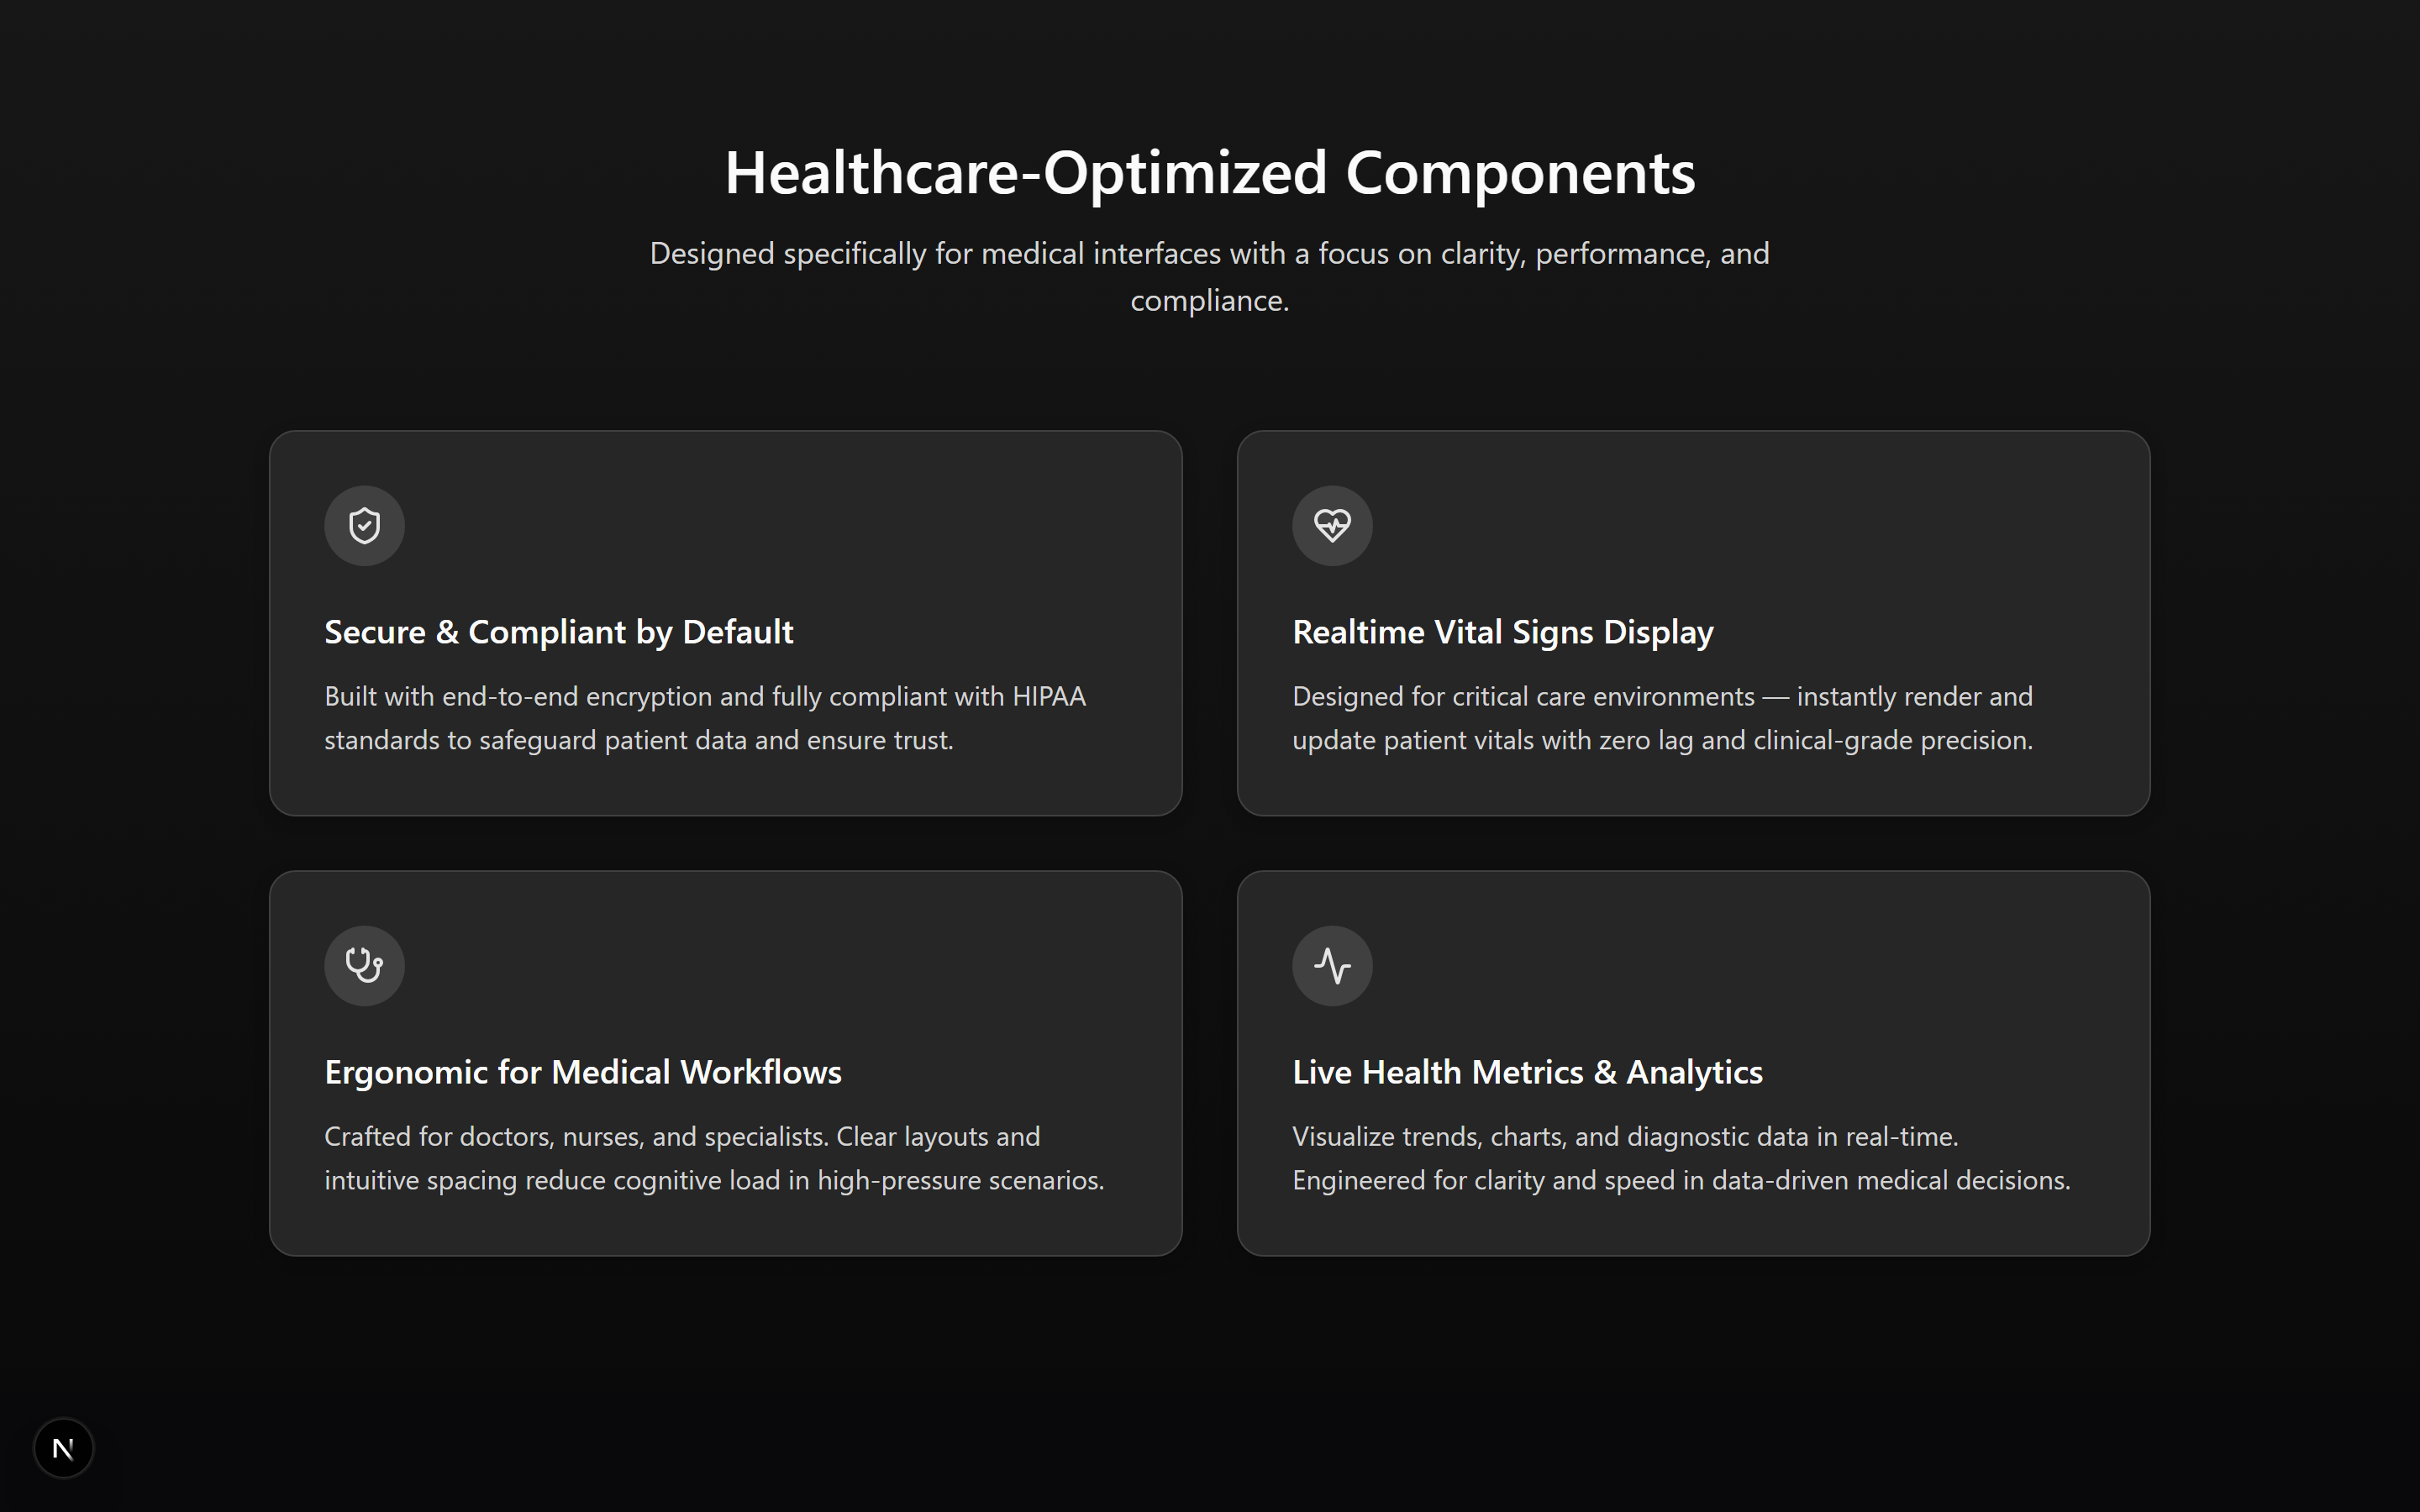 Healthcare-Optimized Components
Designed specifically for medical interfaces with a focus on clarity, performance, and
compliance.
Secure & Compliant by Default
Built with end-to-end encryption and fully compliant with HIPAA
standards to safeguard patient data and ensure trust.
Realtime Vital Signs Display
Designed for critical care environments — instantly render and
update patient vitals with zero lag and clinical-grade precision.
Ergonomic for Medical Workflows
Crafted for doctors, nurses, and specialists. Clear layouts and
intuitive spacing reduce cognitive load in high-pressure scenarios.
Live Health Metrics & Analytics
Visualize trends, charts, and diagnostic data in real-time.
Engineered for clarity and speed in data-driven medical decisions.
N